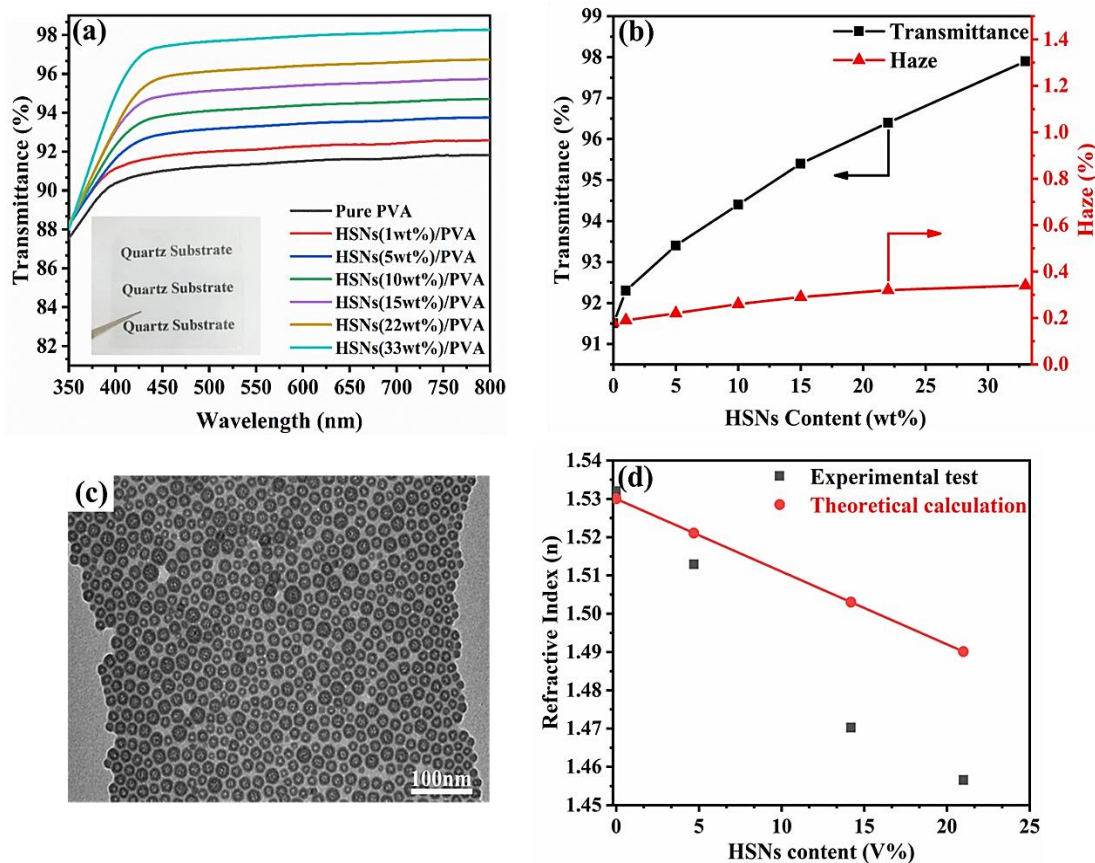 (a)
98
96
94
92
90
88
86
84
82
Transmittance (%)
Pure PVA
HSNs(1wt%)/PVA
HSNs(5wt%)/PVA
HSNs(10wt%)/PVA
HSNs(15wt%)/PVA
HSNs(22wt%)/PVA
HSNs(33wt%)/PVA
Quartz Substrate
Quartz Substrate
Quartz Substrate
350 400 450 500 550 600 650 700 750 800
Wavelength (nm)
(b)
Transmittance
Haze
99
98
97
96
95
94
93
92
91
Transmittance (%)
1.4
1.2
1.0
0.8
0.6
0.4
0.2
0.0
Haze (%)
0 5 10 15 20 25 30
HSNs Content (wt%)
(c)
100nm
(d)
Experimental test
Theoretical calculation
1.54
1.53
1.52
1.51
1.50
1.49
1.48
1.47
1.46
1.45
Refractive Index (n)
0 5 10 15 20 25
HSNs content (V%)